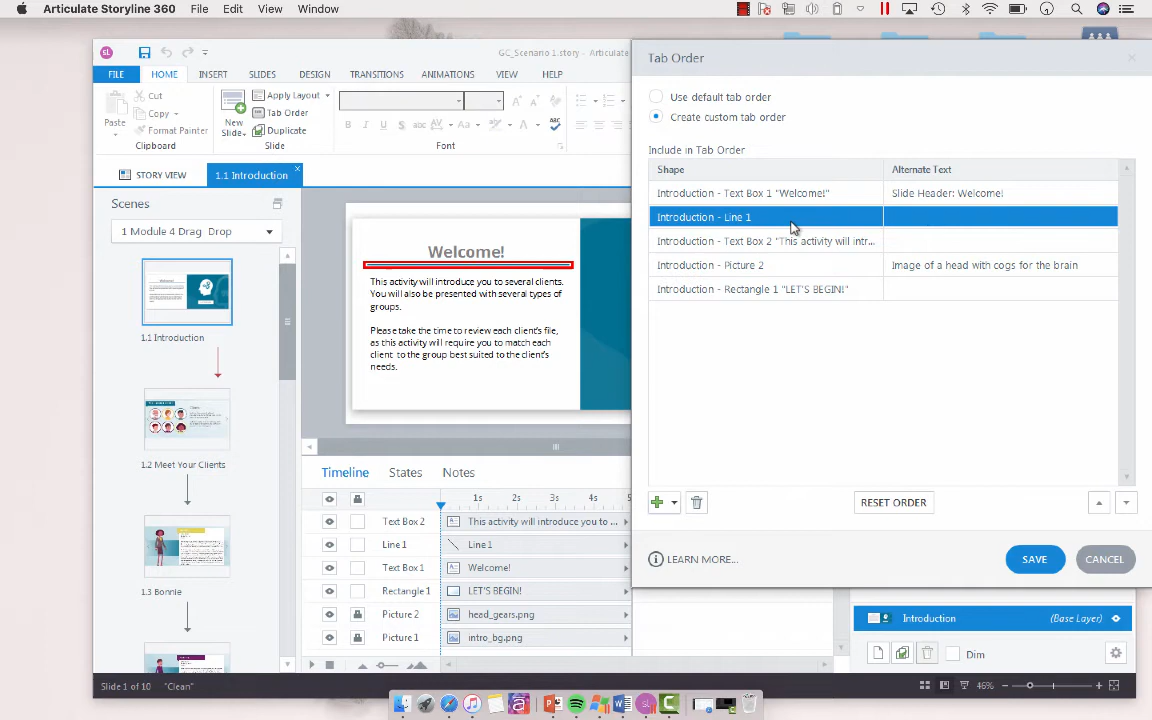 Articulate Storyline 360 File Edit View Window
GC_Scenario 1.story - Articulate
FILE HOME INSERT SLIDES DESIGN TRANSITIONS ANIMATIONS VIEW HELP
Paste
Cut
Copy
Format Painter
Clipboard
New
Slide
Apply Layout
Tab Order
Duplicate
Slide
B I U S abc AV Aa A
ABC
Font
STORY VIEW
1.1 Introduction
Scenes
1 Module 4 Drag Drop
1.1 Introduction
1.2 Meet Your Clients
1.3 Bonnie
Welcome!
This activity will introduce you to several clients.
You will also be presented with several types of
groups.
Please take the time to review each client's file,
as this activity will require you to match each
client to the group best suited to the client's
needs.
Timeline States Notes
1s 2s 3s 4s 5
Text Box 2 This activity will introduce you to ...
Line 1 Line 1
Text Box 1 Welcome!
Rectangle 1 LET'S BEGIN!
Picture 2 head_gears.png
Picture 1 intro_bg.png
Tab Order
Use default tab order
Create custom tab order
Include in Tab Order
Shape Alternate Text
Introduction - Text Box 1 "Welcome!" Slide Header: Welcome!
Introduction - Line 1
Introduction - Text Box 2 "This activity will intr...
Introduction - Picture 2 Image of a head with cogs for the brain
Introduction - Rectangle 1 "LET'S BEGIN!"
RESET ORDER
LEARN MORE...
SAVE
CANCEL
Introduction (Base Layer)
Dim
Slide 1 of 10 "Clean"
46%